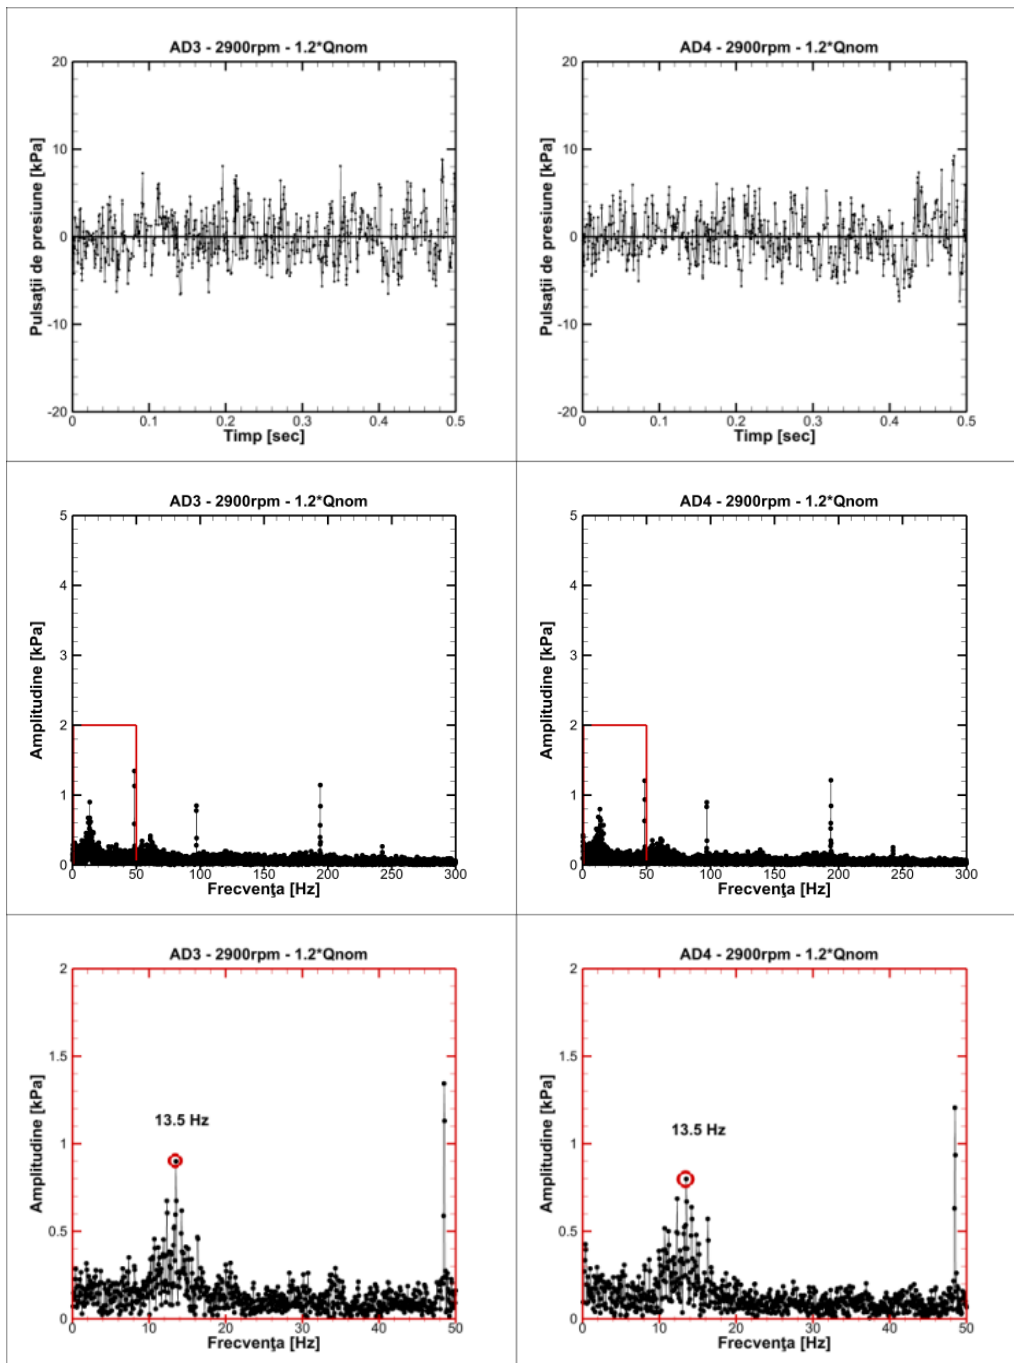 AD3 - 2900rpm - 1.2*Qnom
Pulsaţii de presiune [kPa]
20
10
0
-10
-20
0 0.1 0.2 0.3 0.4 0.5
Timp [sec]
AD4 - 2900rpm - 1.2*Qnom
Pulsaţii de presiune [kPa]
20
10
0
-10
-20
0 0.1 0.2 0.3 0.4 0.5
Timp [sec]
AD3 - 2900rpm - 1.2*Qnom
Amplitudine [kPa]
5
4
3
2
1
0
0 50 100 150 200 250 300
Frecvenţa [Hz]
AD4 - 2900rpm - 1.2*Qnom
Amplitudine [kPa]
5
4
3
2
1
0
0 50 100 150 200 250 300
Frecvenţa [Hz]
AD3 - 2900rpm - 1.2*Qnom
Amplitudine [kPa]
2
1.5
13.5 Hz
1
0.5
0
0 10 20 30 40 50
Frecvenţa [Hz]
AD4 - 2900rpm - 1.2*Qnom
Amplitudine [kPa]
2
1.5
13.5 Hz
1
0.5
0
0 10 20 30 40 50
Frecvenţa [Hz]